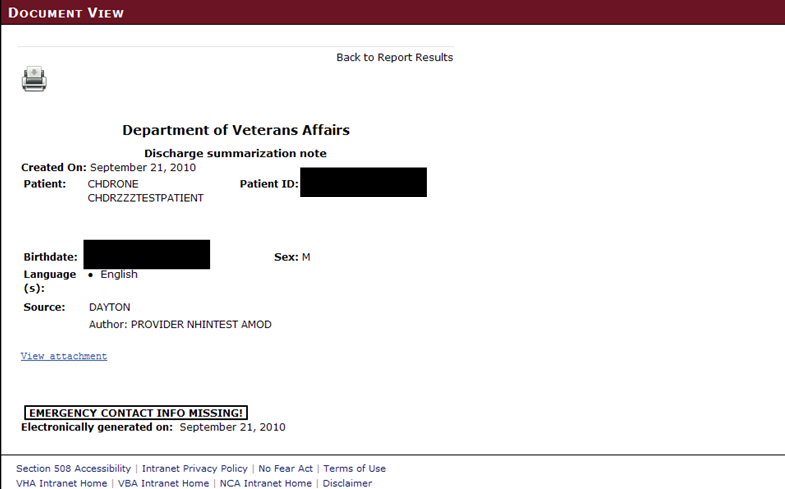 DOCUMENT VIEW
Back to Report Results
Department of Veterans Affairs
Discharge summarization note
Created On: September 21, 2010
Patient: CHDRONE Patient ID:
CHDRZZZTESTPATIENT
Birthdate: Sex: M
Language • English
(s):
Source: DAYTON
Author: PROVIDER NHINTEST AMOD
View attachment
EMERGENCY CONTACT INFO MISSING!
Electronically generated on: September 21, 2010
Section 508 Accessibility | Intranet Privacy Policy | No Fear Act | Terms of Use
VHA Intranet Home | VBA Intranet Home | NCA Intranet Home | Disclaimer